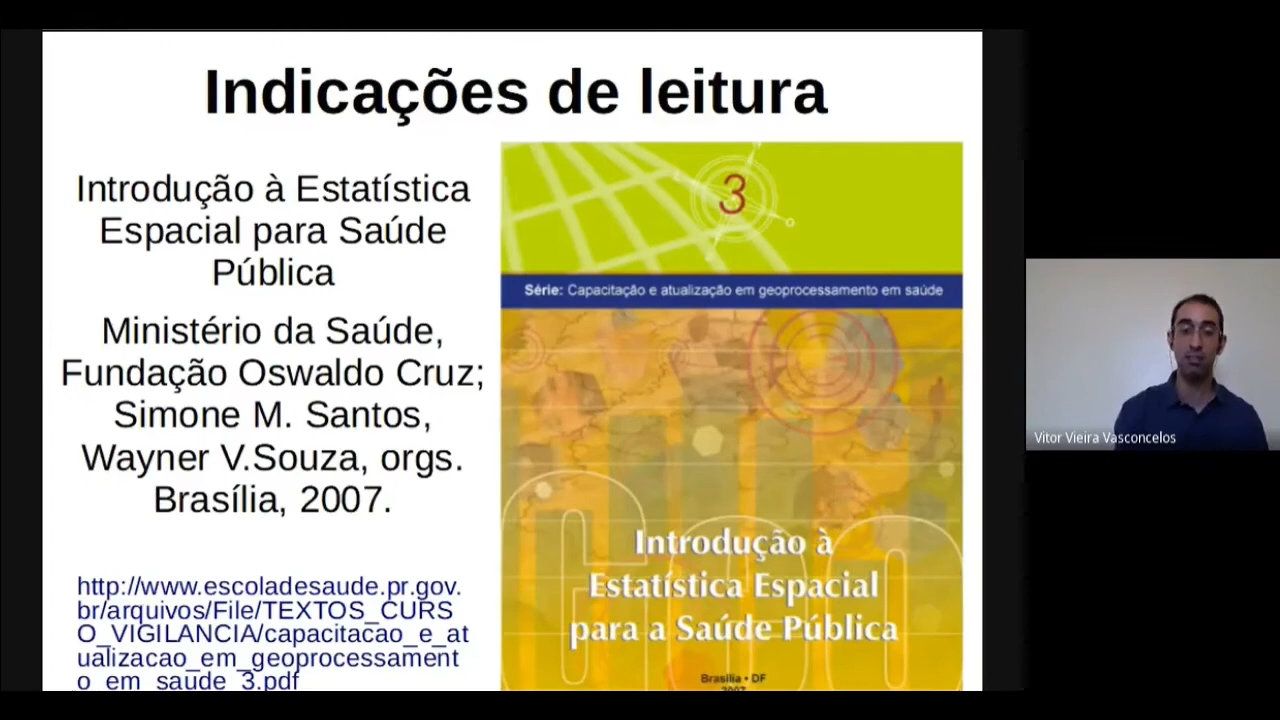 Indicações de leitura
Introdução à Estatística
Espacial para Saúde
Pública
Ministério da Saúde,
Fundação Oswaldo Cruz;
Simone M. Santos,
Wayner V.Souza, orgs.
Brasília, 2007.
http://www.escoladesaude.pr.gov.
br/arquivos/File/TEXTOS_CURS
O_VIGILANCIA/capacitacao_e_at
ualizacao_em_geoprocessament
o_em_saude_3.pdf
3
Série: Capacitação e atualização em geoprocessamento em saúde
Introdução à
Estatística Espacial
para a Saúde Pública
Brasília • DF
2007
Vitor Vieira Vasconcelos